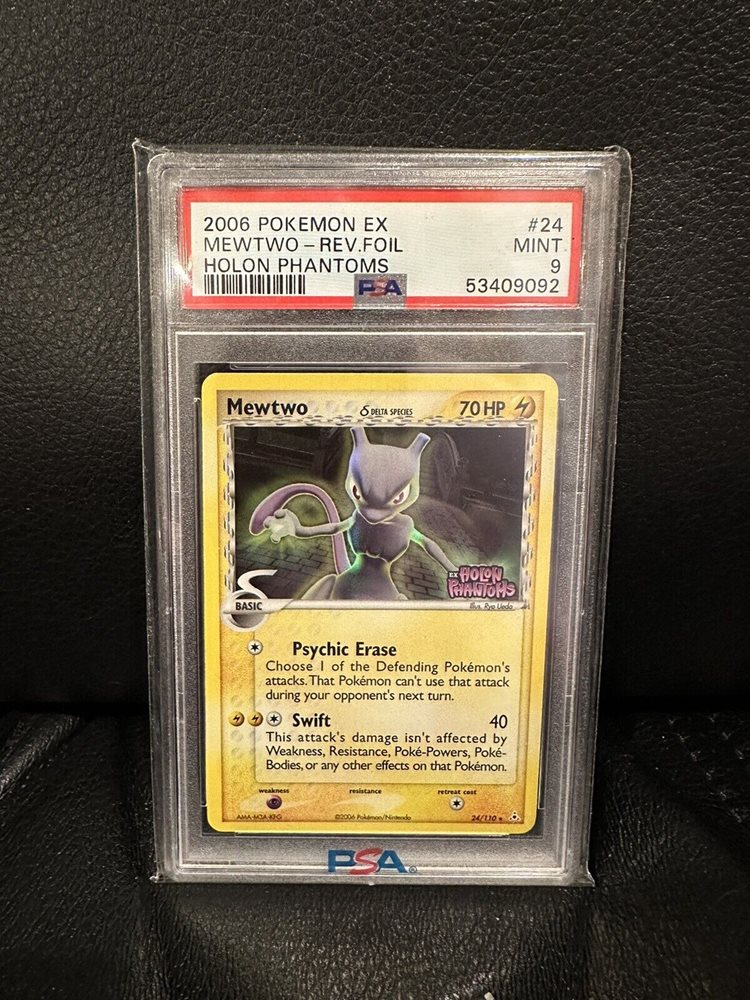 2006 POKEMON EX #24
MEWTWO – REV.FOIL MINT
HOLON PHANTOMS 9
PSA 53409092
Mewtwo δ DELTA SPECIES 70 HP
EX HOLON
PHANTOMS
Illus. Ryo Ueda
BASIC
Psychic Erase
Choose 1 of the Defending Pokémon's
attacks. That Pokémon can't use that attack
during your opponent's next turn.
Swift 40
This attack's damage isn't affected by
Weakness, Resistance, Poké-Powers, Poké-
Bodies, or any other effects on that Pokémon.
weakness resistance retreat cost
©2006 Pokémon/Nintendo 24/110 ★
PSA®